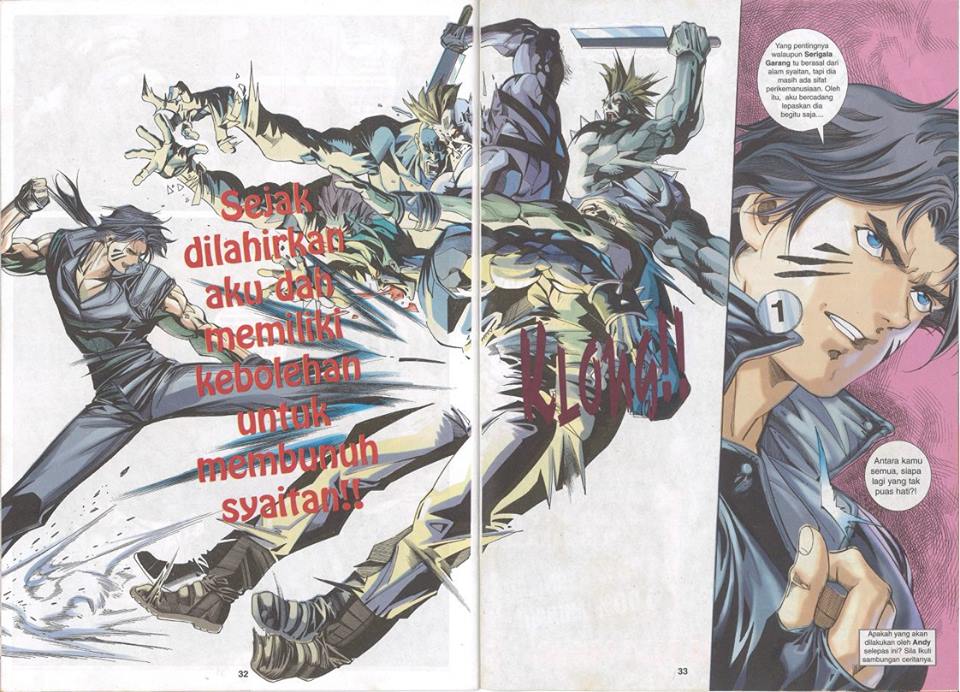 Sejak
dilahirkan
aku dah
memiliki
kebolehan
untuk
membunuh
syaitan!!
KLONG!!
Yang pentingnya
walaupun Serigala
Garang tu berasal dari
alam syaitan, tapi dia
masih ada sifat
perikemanusiaan. Oleh
itu, aku bercadang
lepaskan dia
begitu saja....
1
Antara kamu
semua, siapa
lagi yang tak
puas hati?!
Apakah yang akan
dilakukan oleh Andy
selepas ini? Sila Ikuti
sambungan ceritanya.
32
33